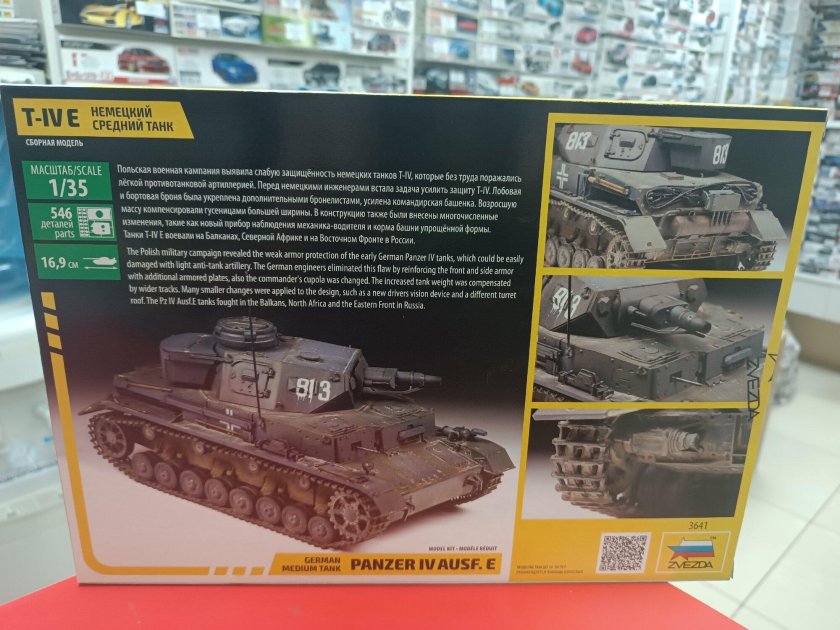 T-IV E
НЕМЕЦКИЙ
СРЕДНИЙ ТАНК
СБОРНАЯ МОДЕЛЬ
МАСШТАБ/SCALE
1/35
546
деталей
parts
16,9 см
Польская военная кампания выявила слабую защищённость немецких танков T-IV, которые без труда поражались
лёгкой противотанковой артиллерией. Перед немецкими инженерами встала задача усилить защиту T-IV. Лобовая
и бортовая броня была укреплена дополнительными бронелистами, усилена командирская башенка. Возросшую
массу компенсировали гусеницами большей ширины. В конструкцию также были внесены многочисленные
изменения, такие как новый прибор наблюдения механика-водителя и корма башни упрощённой формы.
Танки T-IV E воевали на Балканах, Северной Африке и на Восточном Фронте в России.
The Polish military campaign revealed the weak armor protection of the early German Panzer IV tanks, which could be easily
damaged with light anti-tank artillery. The German engineers eliminated this flaw by reinforcing the front and side armor
with additional armored plates, also the commander's cupola was changed. The increased tank weight was compensated
by wider tracks. Many smaller changes were applied to the design, such as a new drivers vision device and a different turret
roof. The Pz IV Ausf.E tanks fought in the Balkans, North Africa and the Eastern Front in Russia.
813
813
813
813
ZVEZDA
MODEL KIT - MODÈLE RÉDUIT
GERMAN
MEDIUM TANK
PANZER IV AUSF. E
3641
ZVEZDA